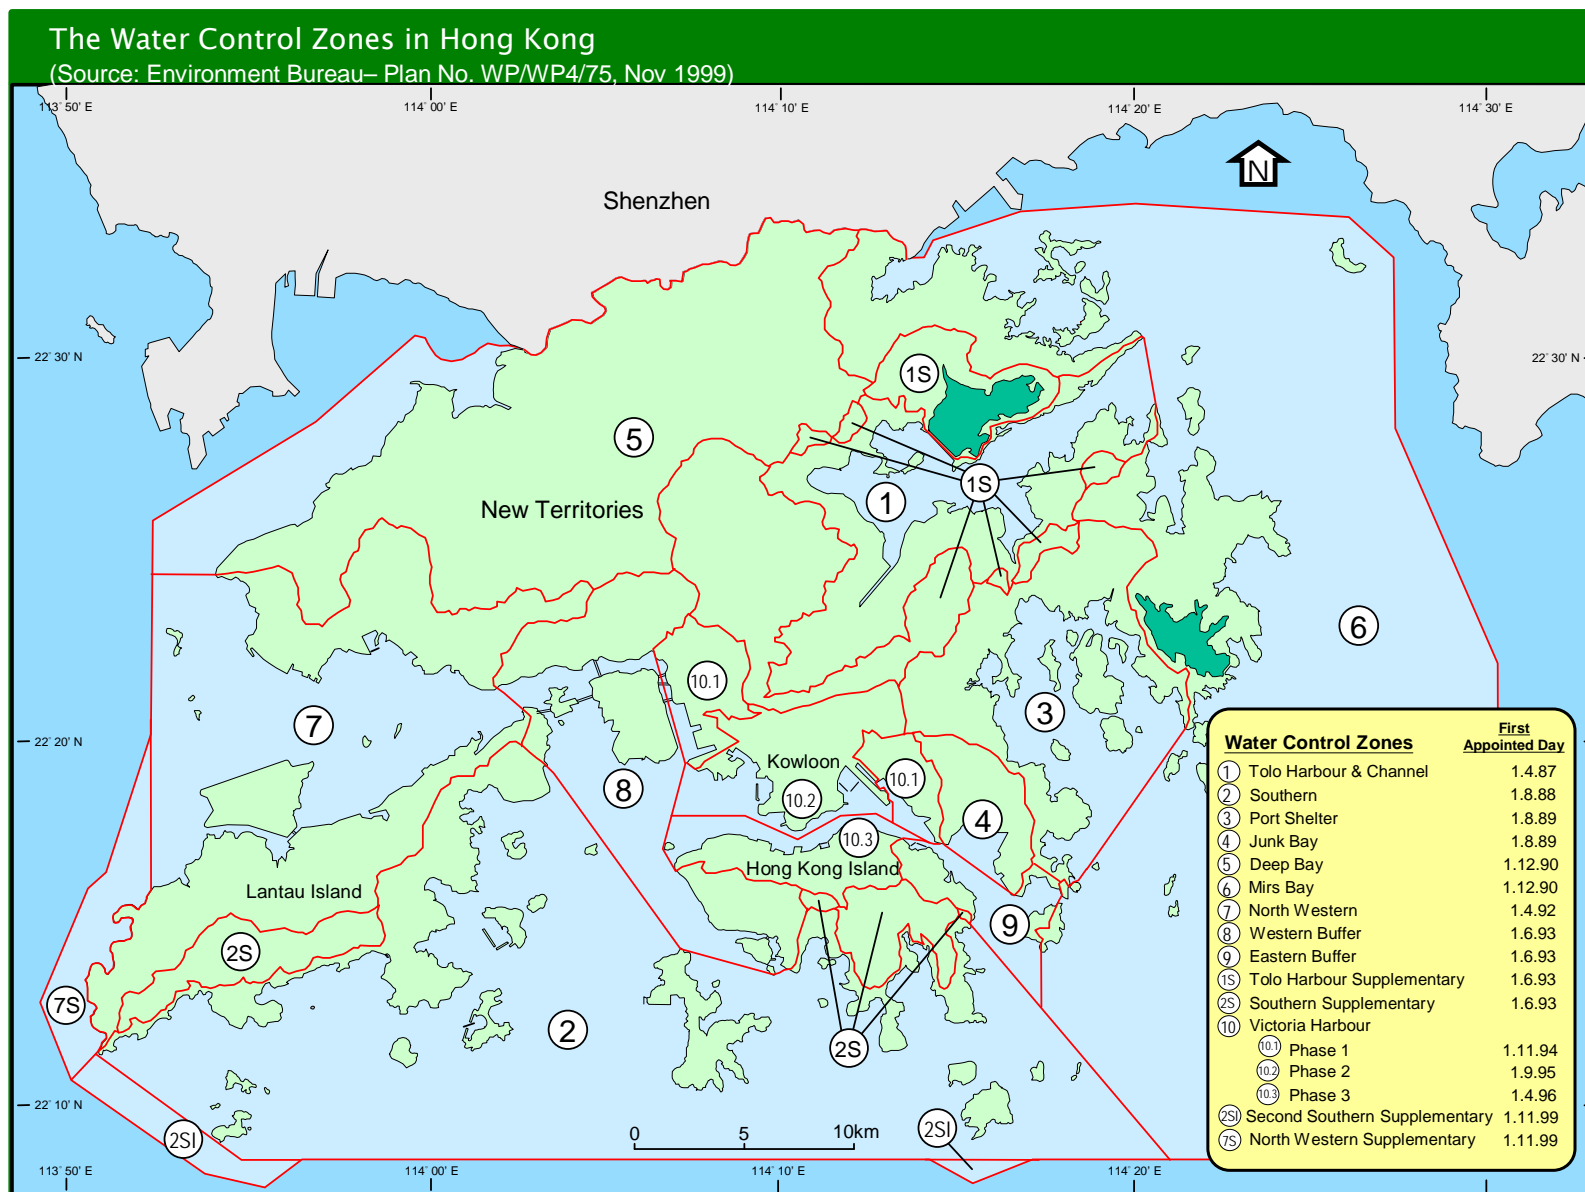 The Water Control Zones in Hong Kong
(Source: Environment Bureau– Plan No. WP/WP4/75, Nov 1999)
113° 50' E
114° 00' E
114° 10' E
114° 20' E
114° 30' E
N
Shenzhen
22° 30' N
22° 30' N
1S
5
1S
1
New Territories
6
10.1
3
7
22° 20' N
Kowloon
10.1
8
10.2
4
10.3
Hong Kong Island
Lantau Island
9
2S
7S
2
2S
22° 10' N
2SI
2SI
0 5 10km
113° 50' E
114° 00' E
114° 10' E
114° 20' E
Water Control Zones First Appointed Day
1 Tolo Harbour & Channel 1.4.87
2 Southern 1.8.88
3 Port Shelter 1.8.89
4 Junk Bay 1.8.89
5 Deep Bay 1.12.90
6 Mirs Bay 1.12.90
7 North Western 1.4.92
8 Western Buffer 1.6.93
9 Eastern Buffer 1.6.93
1S Tolo Harbour Supplementary 1.6.93
2S Southern Supplementary 1.6.93
10 Victoria Harbour
10.1 Phase 1 1.11.94
10.2 Phase 2 1.9.95
10.3 Phase 3 1.4.96
2SI Second Southern Supplementary 1.11.99
7S North Western Supplementary 1.11.99